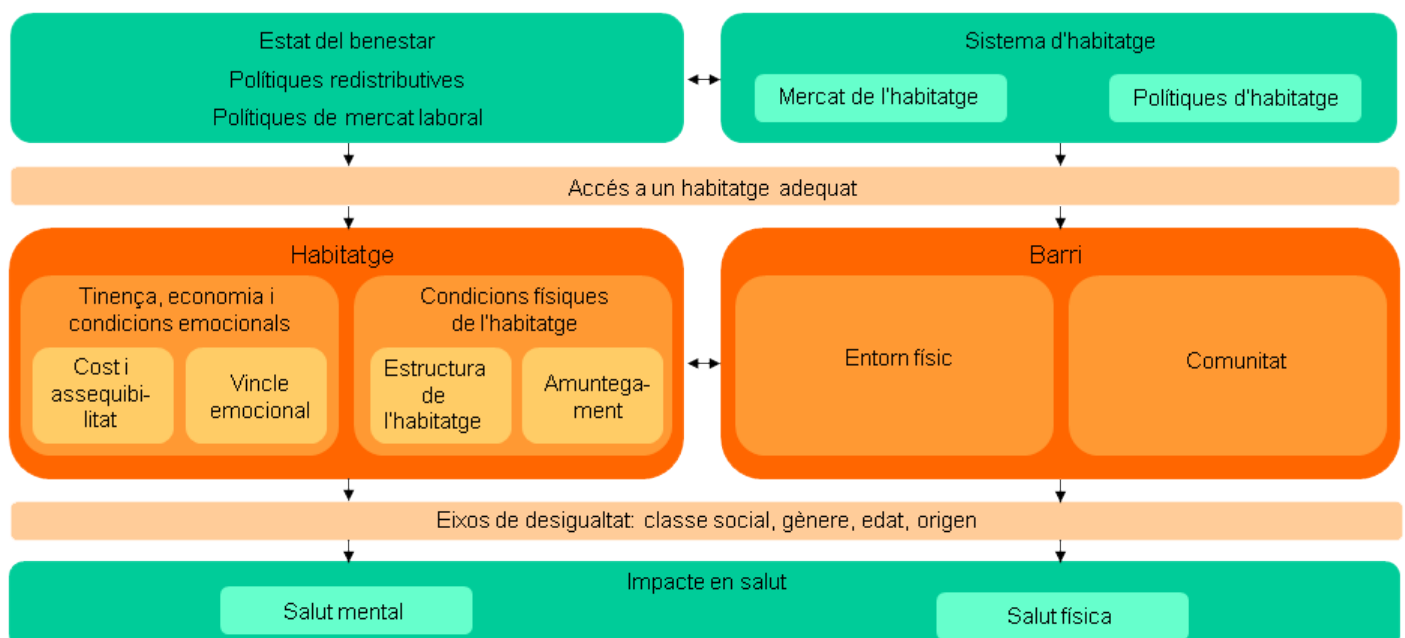 Estat del benestar
Polítiques redistributives
Polítiques de mercat laboral
Sistema d'habitatge
Mercat de l'habitatge
Polítiques d'habitatge
Accés a un habitatge adequat
Habitatge
Tinença, economia i
condicions emocionals
Cost i
assequibi-
litat
Vincle
emocional
Condicions físiques
de l'habitatge
Estructura
de
l'habitatge
Amuntega-
ment
Barri
Entorn físic
Comunitat
Eixos de desigualtat: classe social, gènere, edat, origen
Impacte en salut
Salut mental
Salut física